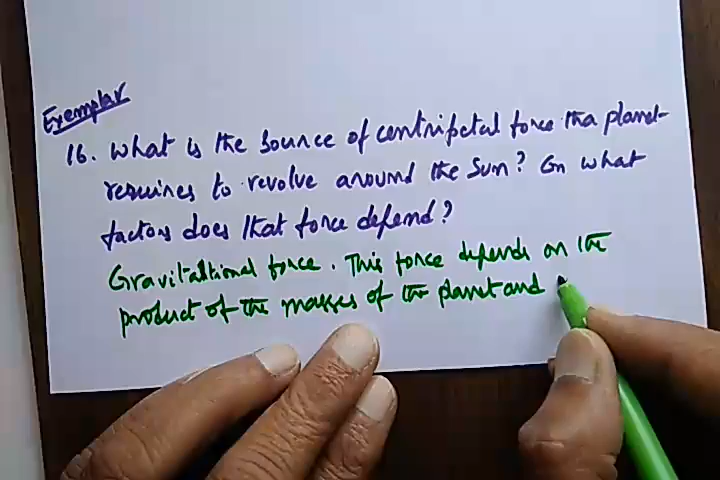 Exemplar
16. What is the source of centripetal force tha planet
requires to revolve around the Sun? On what
factors does that force depend?
Gravitational force. This force depends on the
product of the masses of the planet and